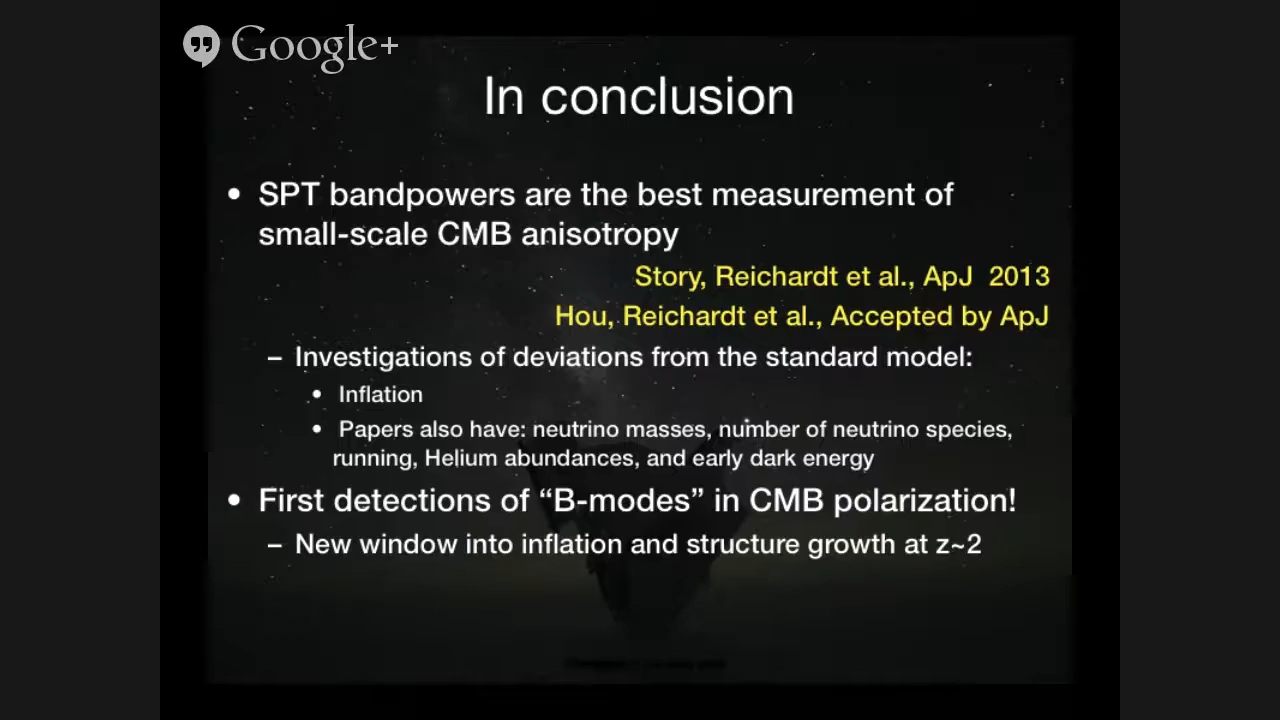 Google+
In conclusion
• SPT bandpowers are the best measurement of
small-scale CMB anisotropy
Story, Reichardt et al., ApJ 2013
Hou, Reichardt et al., Accepted by ApJ
– Investigations of deviations from the standard model:
• Inflation
• Papers also have: neutrino masses, number of neutrino species,
running, Helium abundances, and early dark energy
• First detections of “B-modes” in CMB polarization!
– New window into inflation and structure growth at z~2